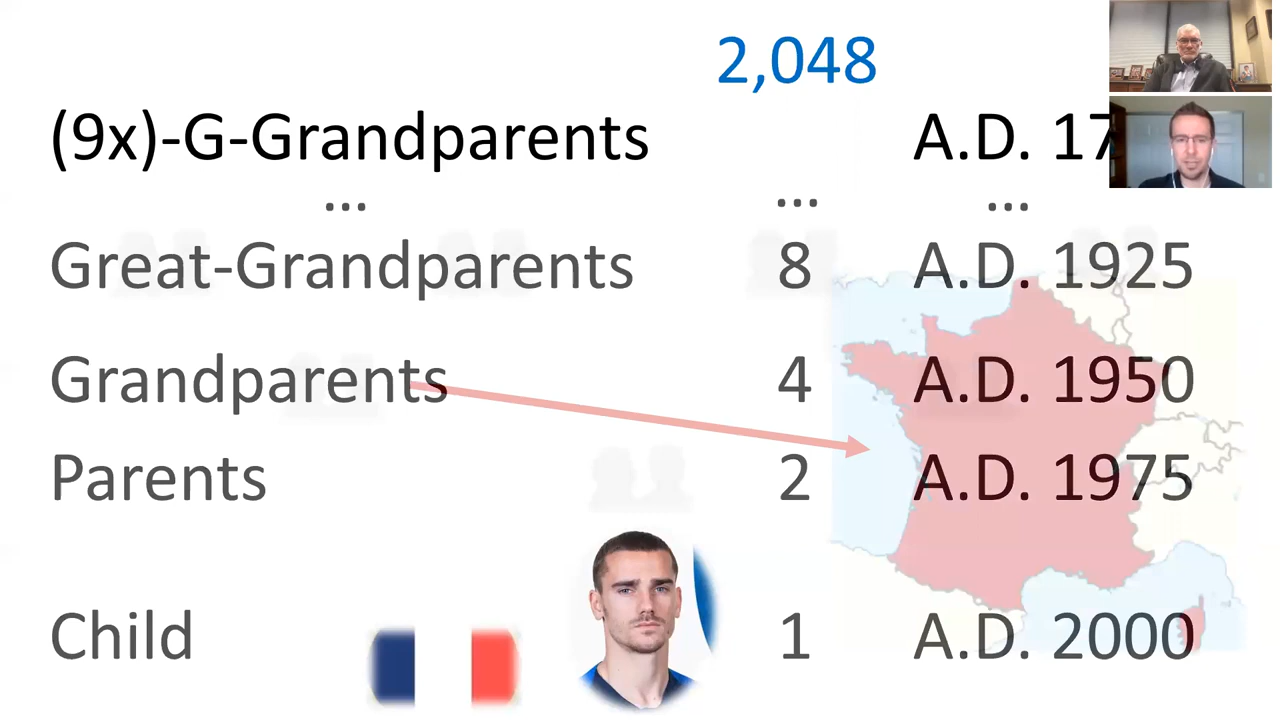 2,048
(9x)-G-Grandparents A.D. 17
... ... ...
Great-Grandparents 8 A.D. 1925
Grandparents 4 A.D. 1950
Parents 2 A.D. 1975
Child 1 A.D. 2000